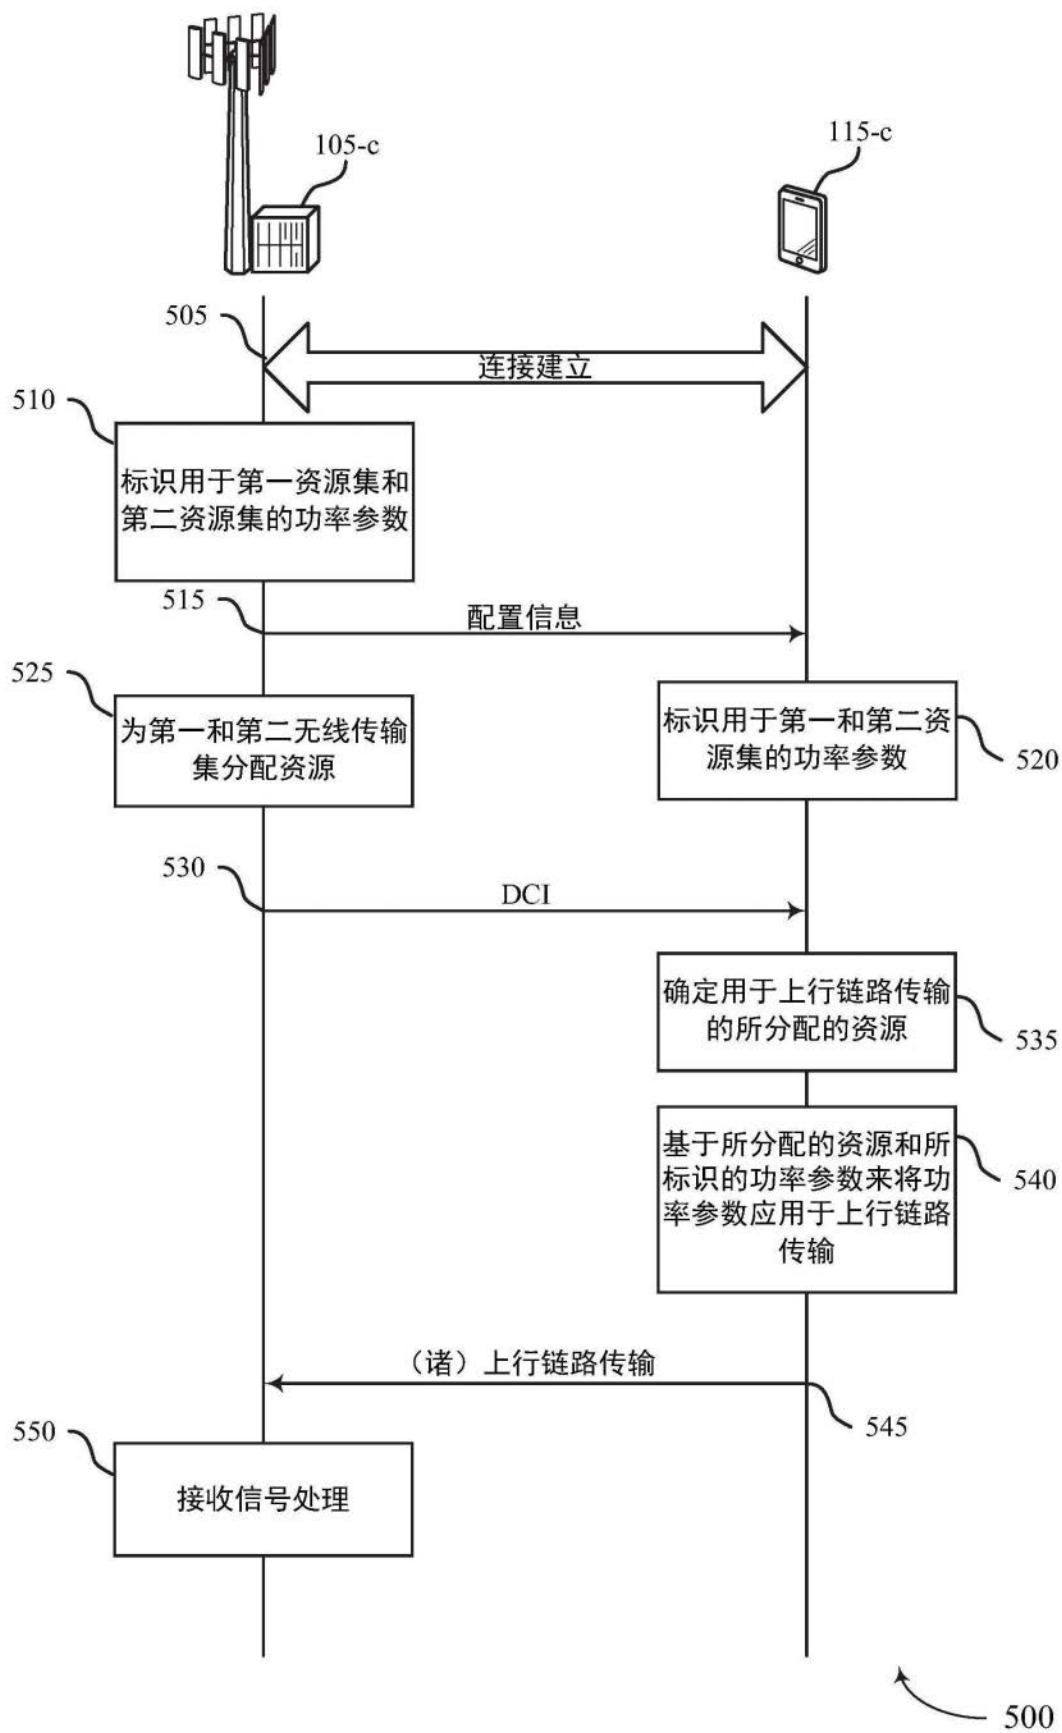 105-c
115-c
505
连接建立
510
标识用于第一资源集和
第二资源集的功率参数
515
配置信息
525
为第一和第二无线传输
集分配资源
标识用于第一和第二资
源集的功率参数
520
530
DCI
确定用于上行链路传输
的所分配的资源
535
基于所分配的资源和所
标识的功率参数来将功
率参数应用于上行链路
传输
540
（诸）上行链路传输
545
550
接收信号处理
500